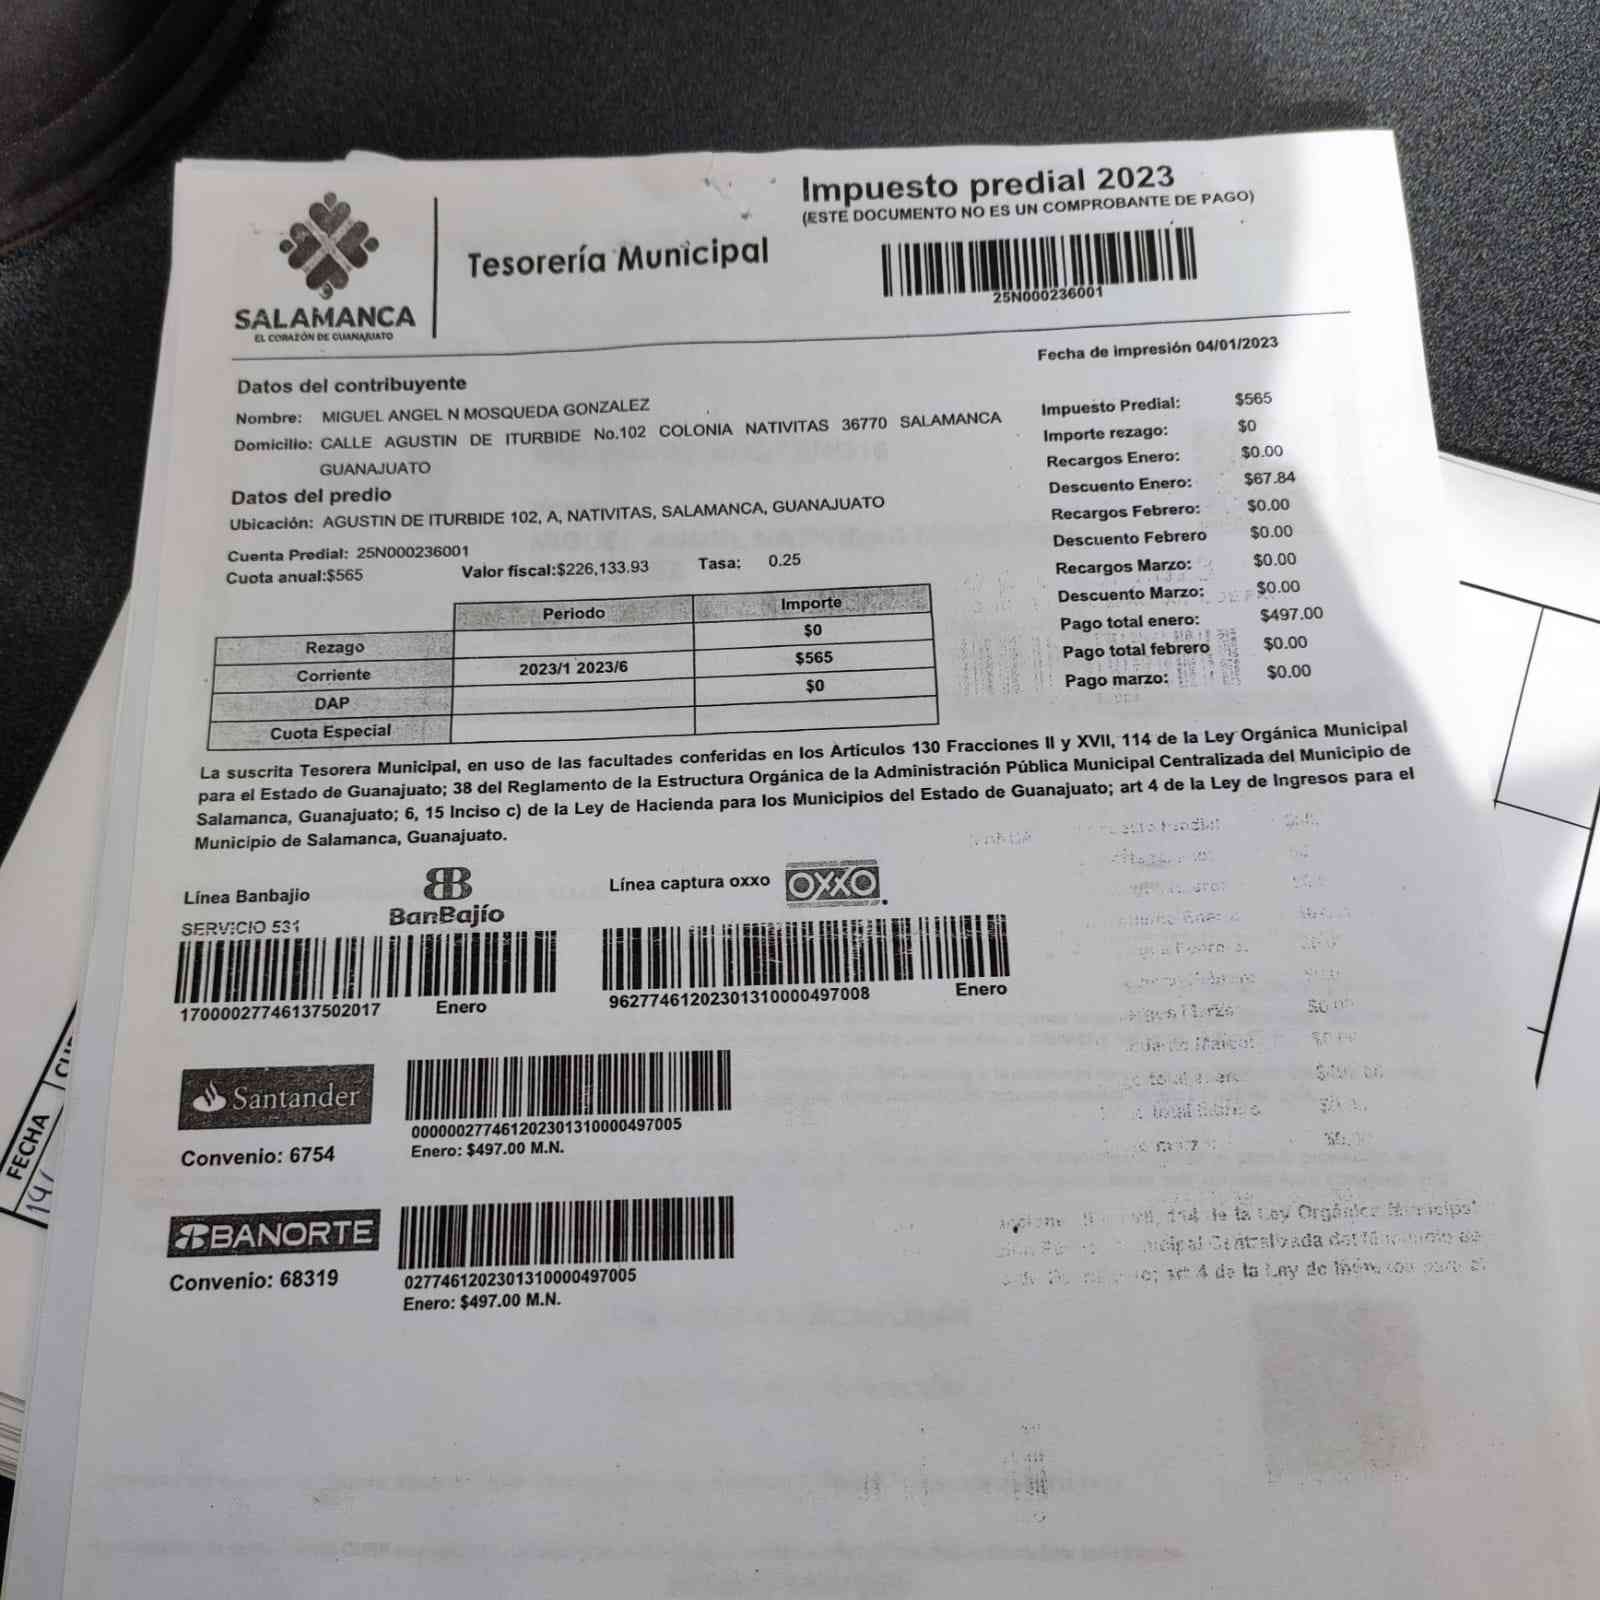 Impuesto predial 2023
(ESTE DOCUMENTO NO ES UN COMPROBANTE DE PAGO)
Tesorería Municipal
25N000236001
SALAMANCA
EL CORAZÓN DE GUANAJUATO
Fecha de impresión 04/01/2023
Datos del contribuyente
Nombre: MIGUEL ANGEL N MOSQUEDA GONZALEZ
Domicilio: CALLE AGUSTIN DE ITURBIDE No.102 COLONIA NATIVITAS 36770 SALAMANCA
GUANAJUATO
Datos del predio
Ubicación: AGUSTIN DE ITURBIDE 102, A, NATIVITAS, SALAMANCA, GUANAJUATO
Cuenta Predial: 25N000236001
Cuota anual:$565 Valor fiscal:$226,133.93 Tasa: 0.25
Impuesto Predial: $565
Importe rezago: $0
Recargos Enero: $0.00
Descuento Enero: $67.84
Recargos Febrero: $0.00
Descuento Febrero $0.00
Recargos Marzo: $0.00
Descuento Marzo: $0.00
Pago total enero: $497.00
Pago total febrero $0.00
Pago marzo: $0.00
Periodo Importe
Rezago $0
Corriente 2023/1 2023/6 $565
DAP $0
Cuota Especial
La suscrita Tesorera Municipal, en uso de las facultades conferidas en los Artículos 130 Fracciones II y XVII, 114 de la Ley Orgánica Municipal
para el Estado de Guanajuato; 38 del Reglamento de la Estructura Orgánica de la Administración Pública Municipal Centralizada del Municipio de
Salamanca, Guanajuato; 6, 15 Inciso c) de la Ley de Hacienda para los Municipios del Estado de Guanajuato; art 4 de la Ley de Ingresos para el
Municipio de Salamanca, Guanajuato.
Línea Banbajio
BanBajío
Línea captura oxxo
OXXO
SERVICIO 531
17000027746137502017 Enero
96277461202301310000497008 Enero
Santander
Convenio: 6754
000000277461202301310000497005
Enero: $497.00 M.N.
BANORTE
Convenio: 68319
0277461202301310000497005
Enero: $497.00 M.N.
FECHA
14/